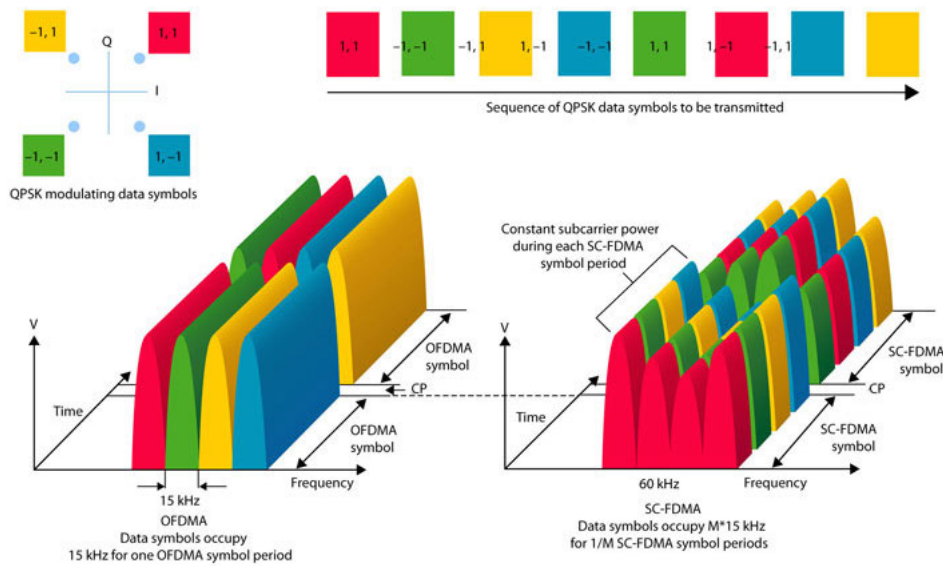 –1, 1
1, 1
Q
I
–1, –1
1, –1
QPSK modulating data symbols
1, 1
–1, –1
–1, 1
1, –1
–1, –1
1, 1
1, –1
–1, 1
Sequence of QPSK data symbols to be transmitted
Constant subcarrier power
during each SC-FDMA
symbol period
V
Time
OFDMA
symbol
CP
OFDMA
symbol
Frequency
15 kHz
OFDMA
Data symbols occupy
15 kHz for one OFDMA symbol period
V
Time
SC-FDMA
symbol
CP
SC-FDMA
symbol
60 kHz
Frequency
SC-FDMA
Data symbols occupy M*15 kHz
for 1/M SC-FDMA symbol periods